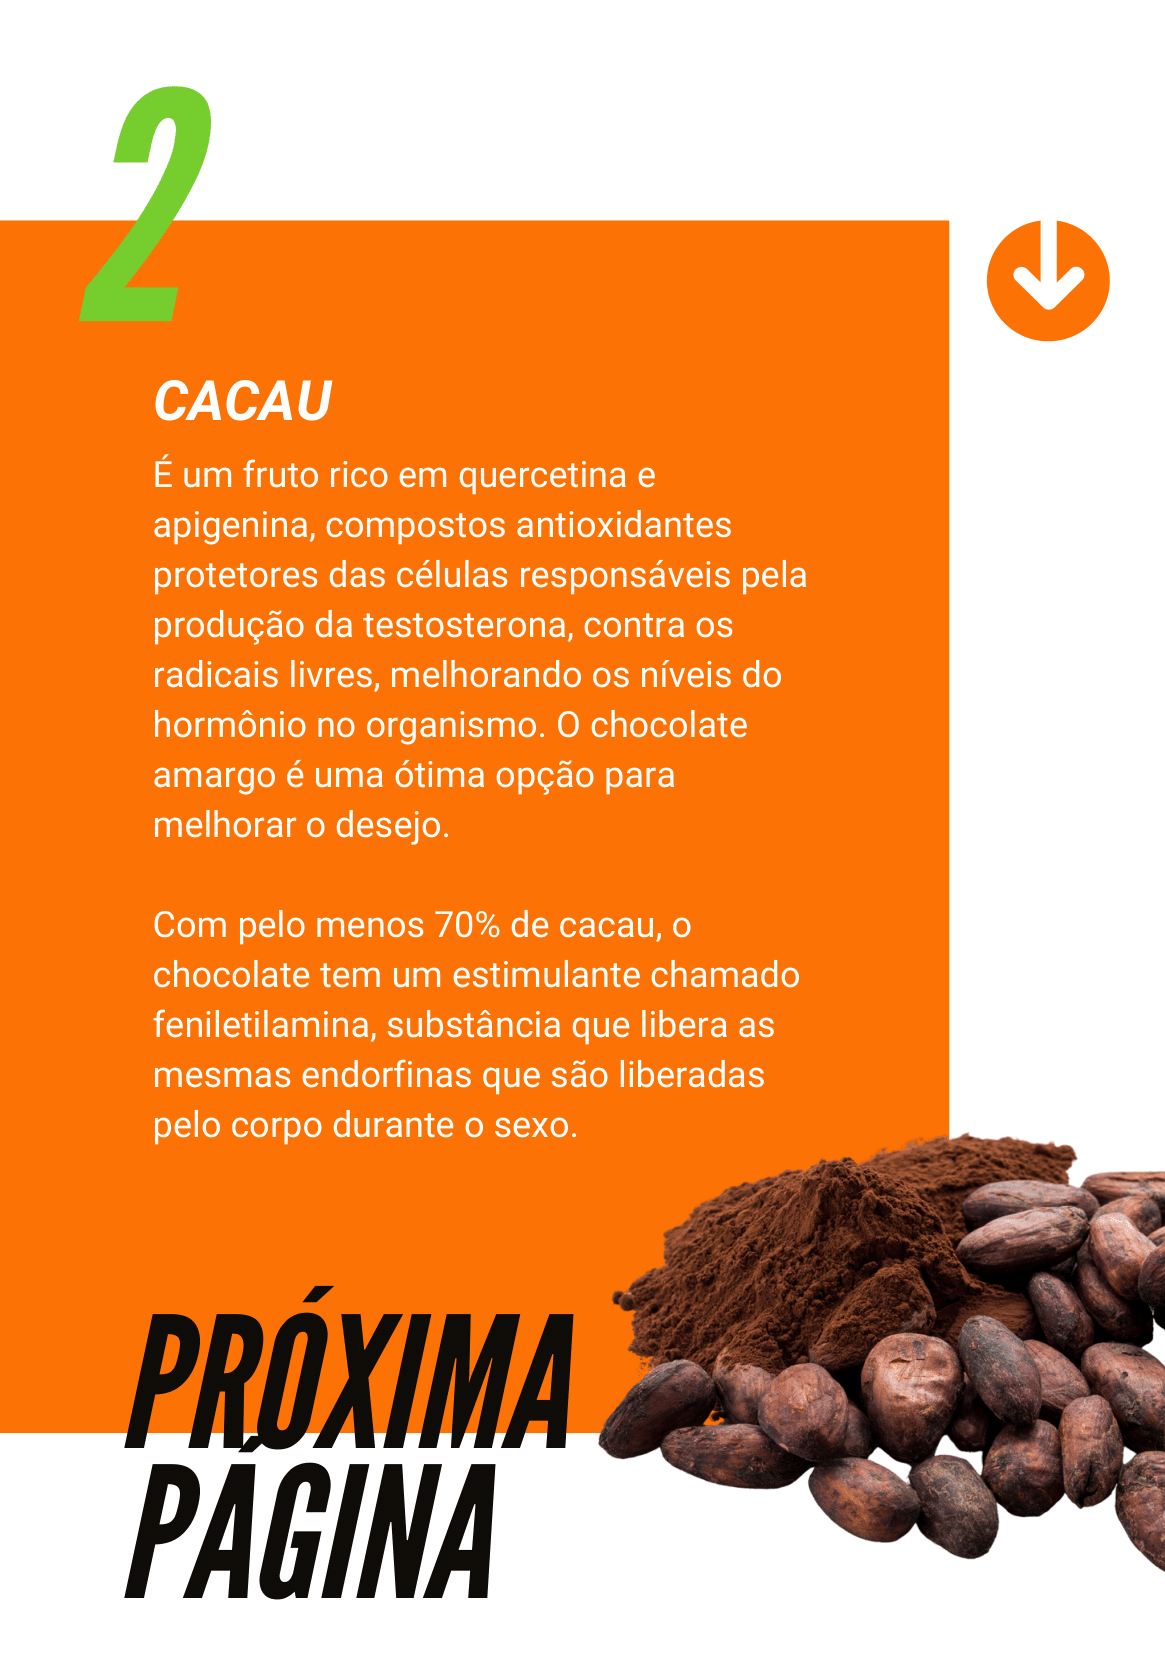 2
CACAU
É um fruto rico em quercetina e
apigenina, compostos antioxidantes
protetores das células responsáveis pela
produção da testosterona, contra os
radicais livres, melhorando os níveis do
hormônio no organismo. O chocolate
amargo é uma ótima opção para
melhorar o desejo.
Com pelo menos 70% de cacau, o
chocolate tem um estimulante chamado
feniletilamina, substância que libera as
mesmas endorfinas que são liberadas
pelo corpo durante o sexo.
PRÓXIMA
PÁGINA